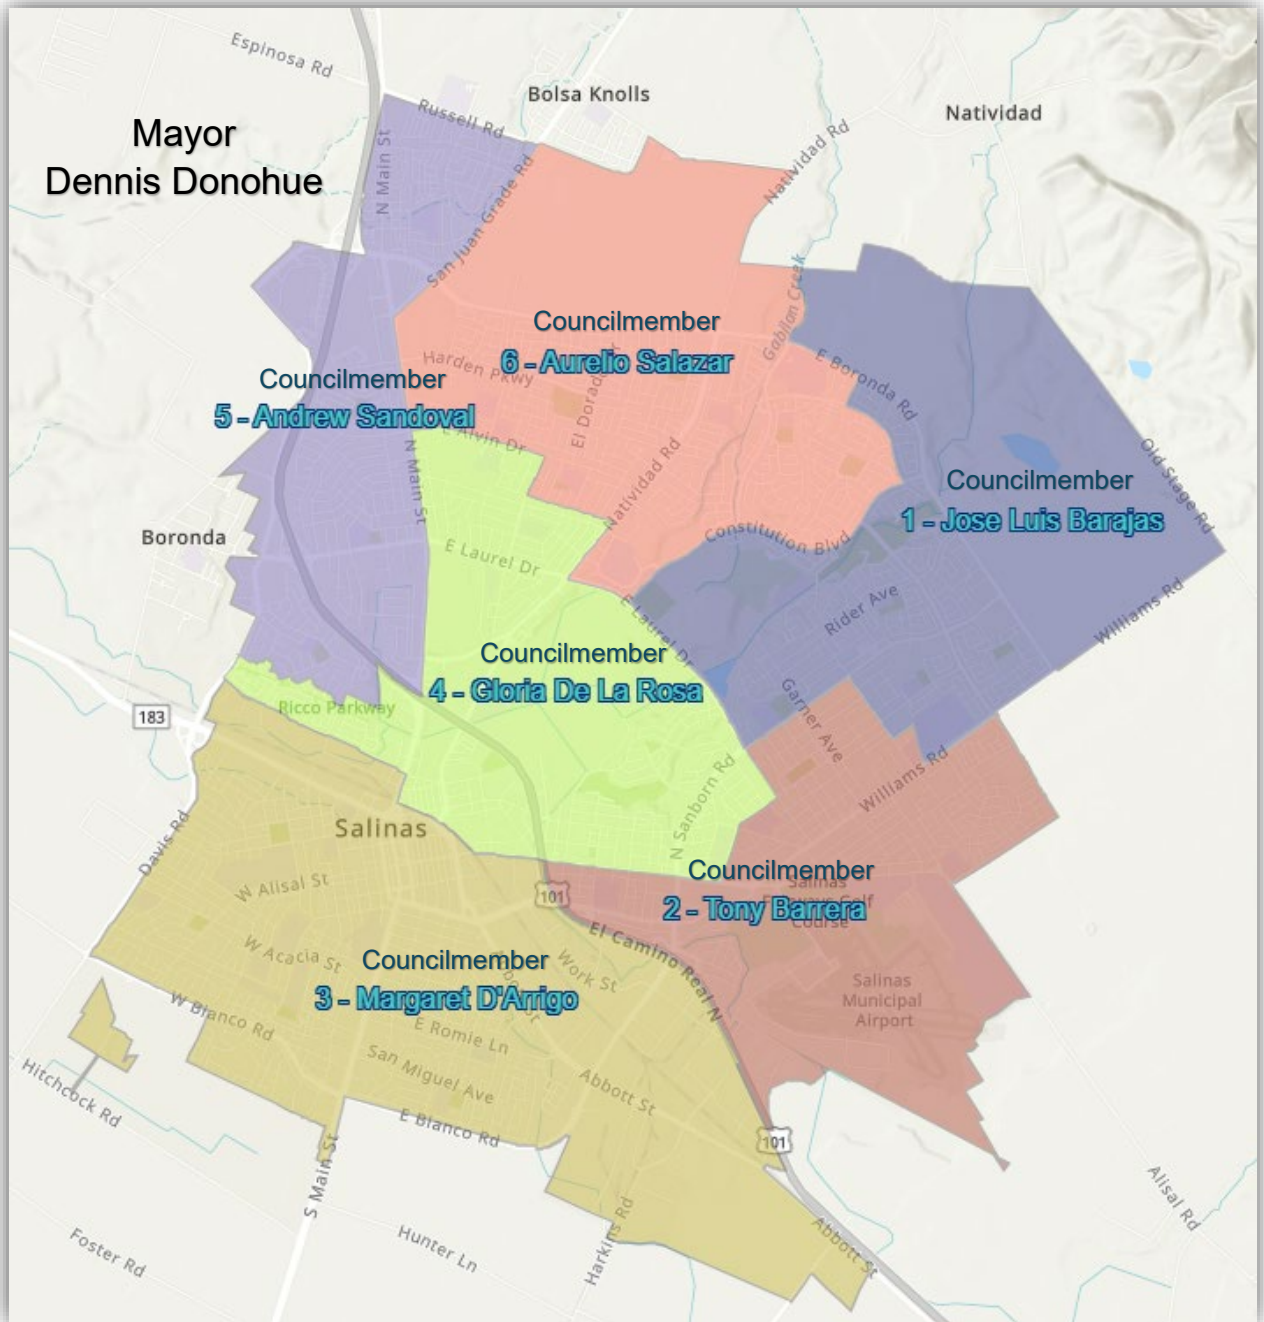 Espinosa Rd
Bolsa Knolls
Russell Rd
Natividad
Mayor
Dennis Donohue
N Main St
Natividad Rd
San Juan Grade Rd
Gabilan Creek
Councilmember
6 - Aurelio Salazar
Harden Pkwy
El Dorado
E Boronda Rd
Councilmember
5 - Andrew Sandoval
E Alvin Dr
N Main St
Natividad Rd
Old Stage Rd
Councilmember
1 - Jose Luis Barajas
Boronda
Constitution Blvd
E Laurel Dr
Rider Ave
Williams Rd
E Laurel Dr
Councilmember
4 - Gloria De La Rosa
Ricco Parkway
183
Garner Ave
Williams Rd
N Sanborn Rd
Salinas
Davis Rd
W Alisal St
101
Councilmember
2 - Tony Barrera
Salinas
Golf
Course
El Camino Real N
W Acacia St
Work St
Councilmember
3 - Margaret D'Arrigo
Salinas
Municipal
Airport
W Blanco Rd
E Romie Ln
San Miguel Ave
Abbott St
Hitchcock Rd
E Blanco Rd
101
S Main St
Alisal Rd
Foster Rd
Hunter Ln
Harkins Rd
Abbott St